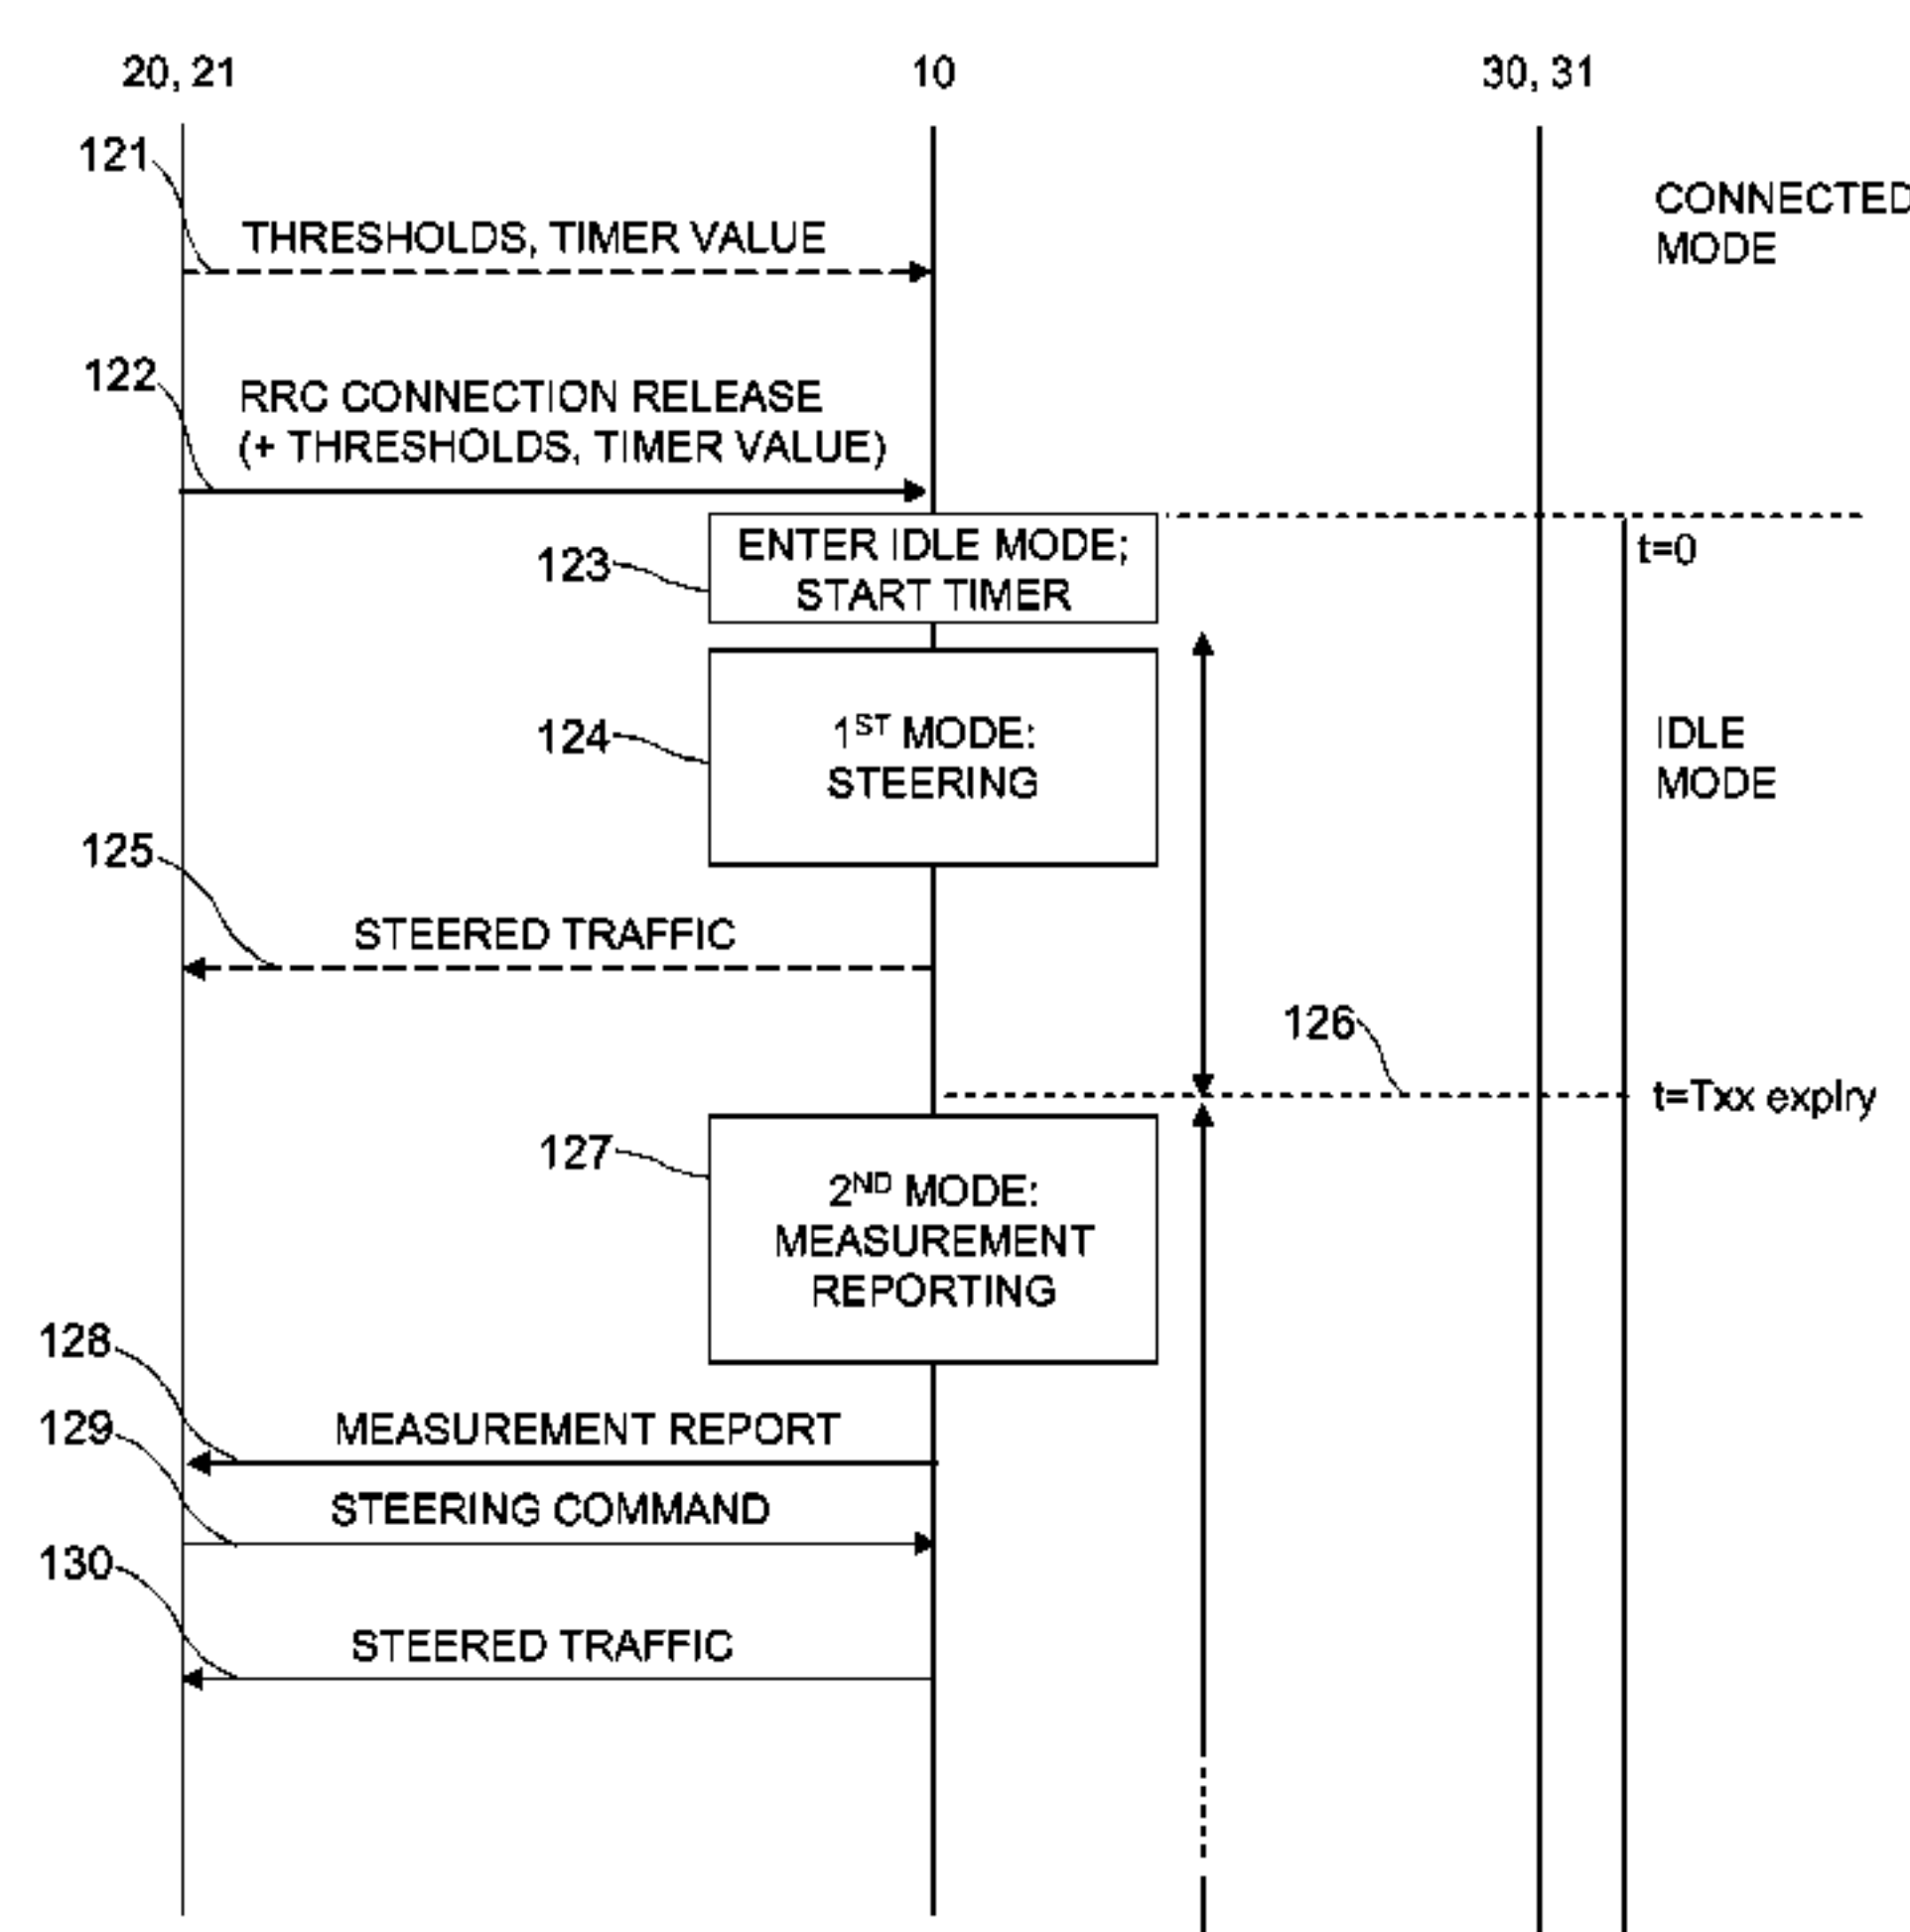 20, 21
10
30, 31
121
THRESHOLDS, TIMER VALUE
CONNECTED
MODE
122
RRC CONNECTION RELEASE
(+ THRESHOLDS, TIMER VALUE)
123
ENTER IDLE MODE;
START TIMER
t=0
124
1ST MODE:
STEERING
IDLE
MODE
125
STEERED TRAFFIC
126
t=Txx expiry
127
2ND MODE:
MEASUREMENT
REPORTING
128
MEASUREMENT REPORT
129
STEERING COMMAND
130
STEERED TRAFFIC